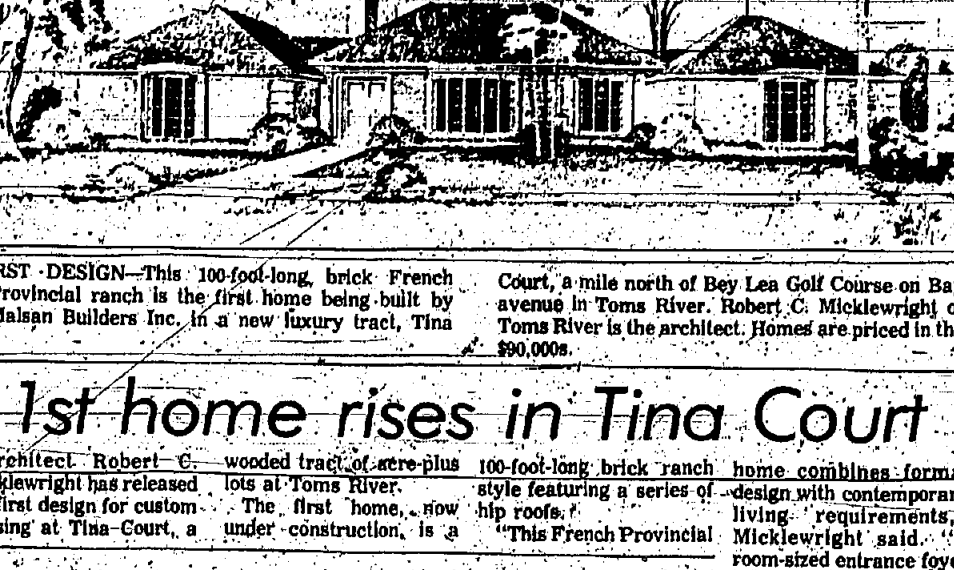 RST DESIGN—This 100-foot-long, brick French
rovincial ranch is the first home being built by
alsan Builders Inc. in a new luxury tract, Tina
Court, a mile north of Bey Lea Golf Course on Ba
avenue in Toms River. Robert C. Micklewright o
Toms River is the architect. Homes are priced in th
$90,000s.
1st home rises in Tina Court
rchitect Robert C.
klewright has released
first design for custom
sing at Tina Court, a
wooded tract of acre-plus
lots at Toms River.
The first home, now
under construction, is a
100-foot-long brick ranch
style featuring a series of
hip roofs.
"This French Provincial
home combines forma
design with contemporar
living requirements,
Micklewright said. "
room-sized entrance foye